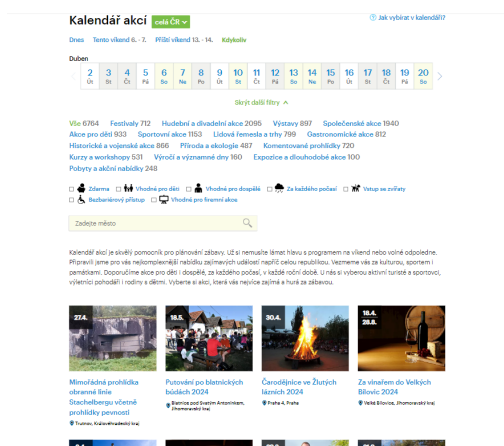 Kalendář akcí celá ČR
Jak vybírat v kalendáři?
Dnes Tento víkend 6. - 7. Příští víkend 13. - 14. Kdykoliv
Duben
2 3 4 5 6 7 8 9 10 11 12 13 14 15 16 17 18 19 20
Út St Čt Pá So Ne Po Út St Čt Pá So Ne Po Út St Čt Pá So
Skrýt další filtry
Vše 6764 Festivaly 712 Hudební a divadelní akce 2095 Výstavy 897 Společenské akce 1940
Akce pro děti 933 Sportovní akce 1153 Lidová řemesla a trhy 799 Gastronomické akce 812
Historické a vojenské akce 866 Příroda a ekologie 487 Komentované prohlídky 720
Kurzy a workshopy 531 Výročí a významné dny 160 Expozice a dlouhodobé akce 100
Pobyty a akční nabídky 248
Zdarma Vhodné pro děti Vhodné pro dospělé Za každého počasí Vstup se zvířaty
Bezbariérový přístup Vhodné pro firemní akce
Zadejte město
Kalendář akcí je skvělý pomocník pro plánování zábavy. Už si nemusíte lámat hlavu s programem na víkend nebo volné odpoledne.
Připravili jsme pro vás nejkomplexnější nabídku zajímavých událostí napříč celou republikou. Vezmeme vás za kulturou, sportem i
památkami. Doporučíme akce pro děti i dospělé, za každého počasí, v každé roční době. U nás si vyberou aktivní turisté a sportovci,
výletníci pohodáři i rodiny s dětmi. Vyberte si akci, která vás nejvíce zajímá a hurá za zábavou.
27.4.
18.5.
30.4.
18.4.
28.8.
Mimořádná prohlídka
obranné linie
Stachelbergu včetně
prohlídky pevnosti
Trutnov, Královéhradecký kraj
Putování po blatnických
búdách 2024
Blatnice pod Svatým Antonínkem,
Jihomoravský kraj
Čarodějnice ve Žlutých
lázních 2024
Praha 4, Praha
Za vinařem do Velkých
Bílovic 2024
Velké Bílovice, Jihomoravský kraj